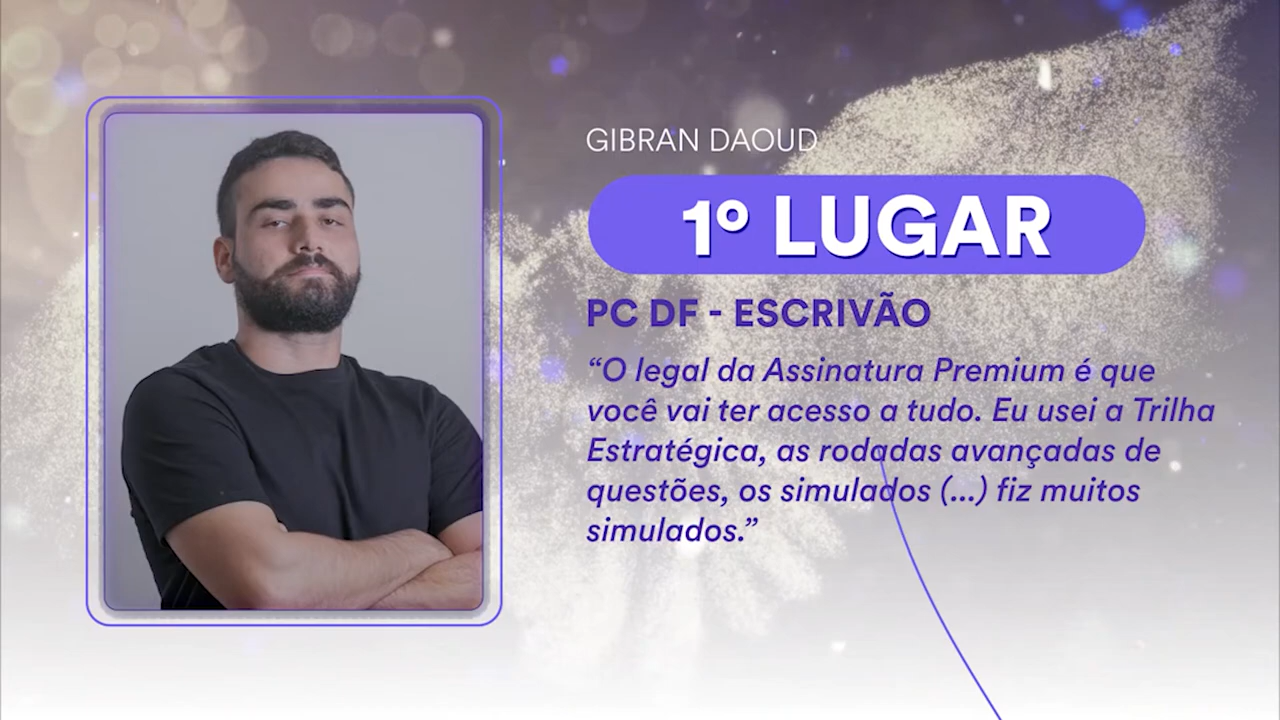 GIBRAN DAOUD
1º LUGAR
PC DF - ESCRIVÃO
“O legal da Assinatura Premium é que
você vai ter acesso a tudo. Eu usei a Trilha
Estratégica, as rodadas avançadas de
questões, os simulados (...) fiz muitos
simulados.”